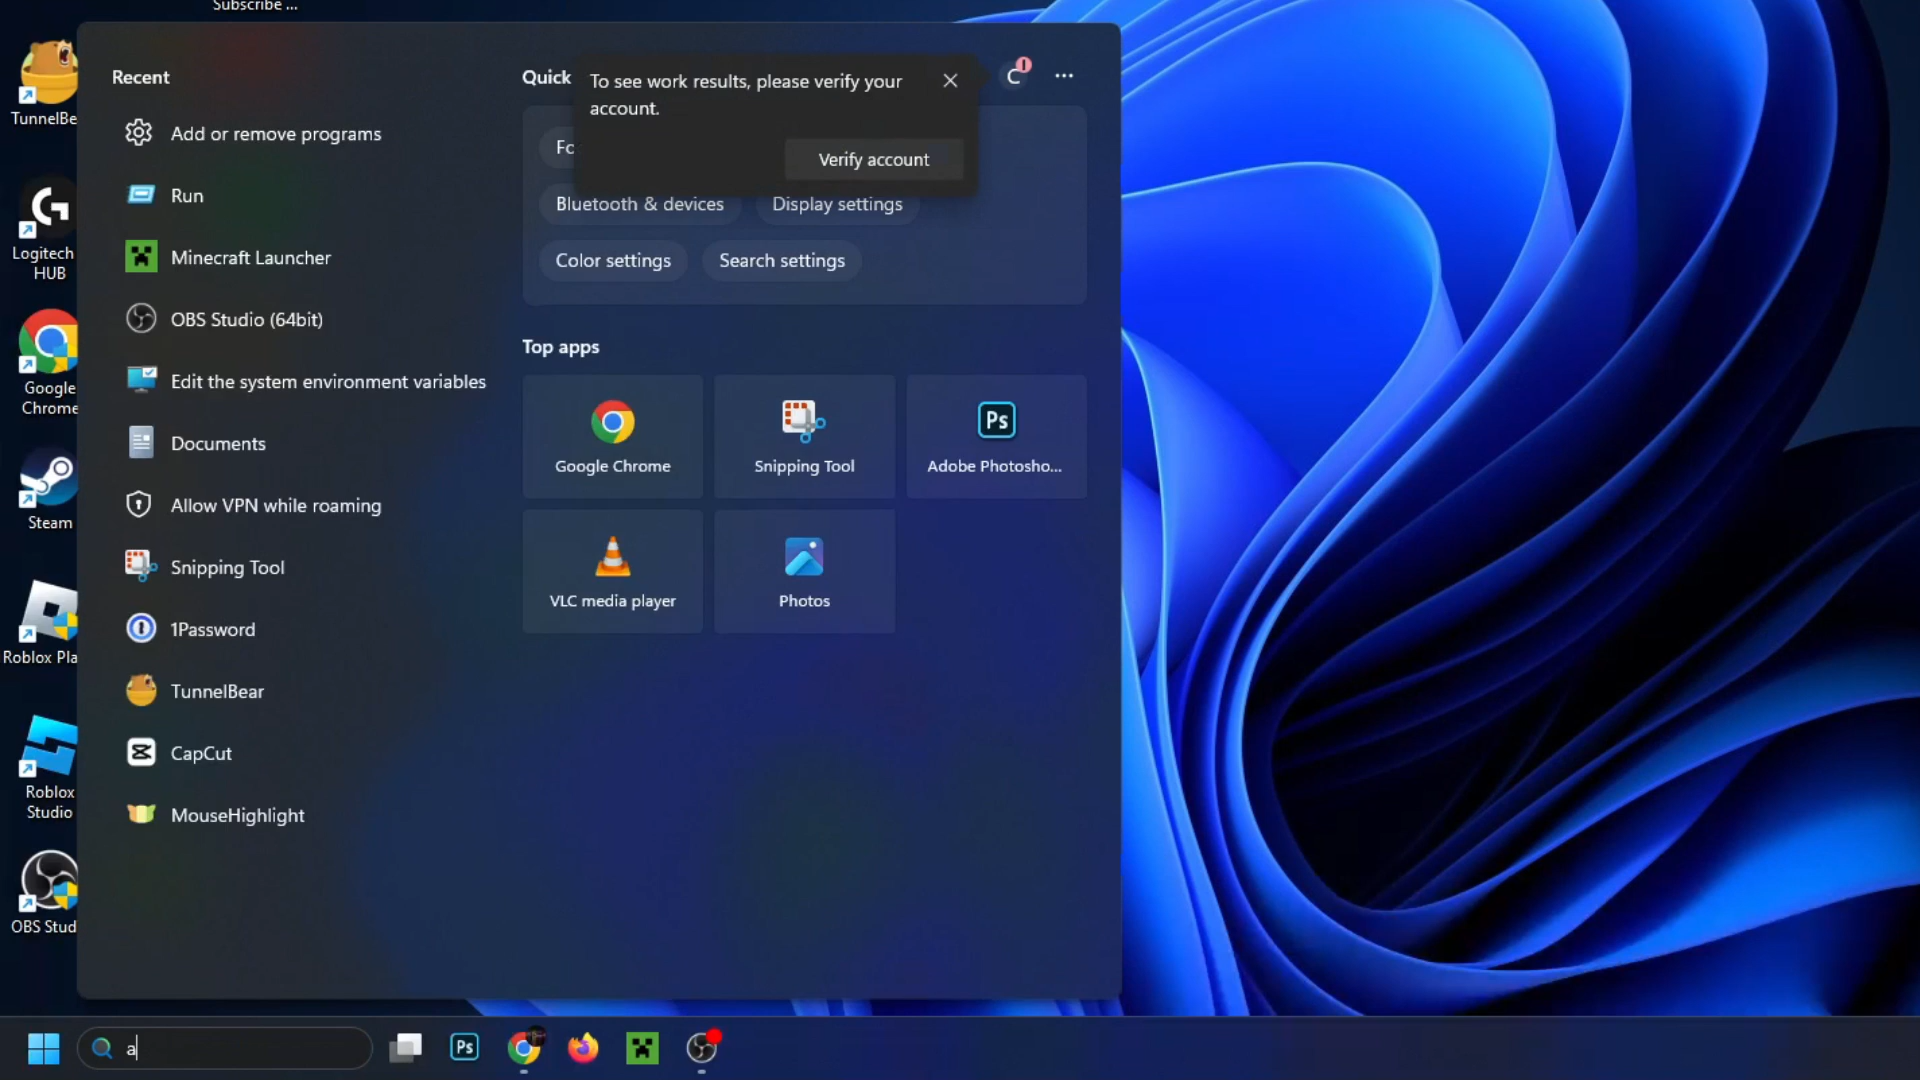 Subscribe ...
TunnelBe
Logitech
HUB
Google
Chrome
Steam
Roblox Pla
Roblox
Studio
OBS Stud
Recent
Add or remove programs
Run
Minecraft Launcher
OBS Studio (64bit)
Edit the system environment variables
Documents
Allow VPN while roaming
Snipping Tool
1Password
TunnelBear
CapCut
MouseHighlight
Quick
To see work results, please verify your
account.
Verify account
C
Fo
Bluetooth & devices
Display settings
Color settings
Search settings
Top apps
Google Chrome
Snipping Tool
Ps
Adobe Photosho...
VLC media player
Photos
a
Ps